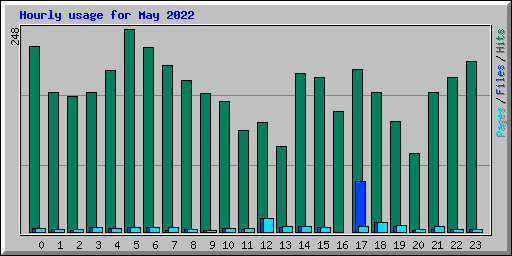 Hourly usage for May 2022
248
Pages/Files/Hits
0 1 2 3 4 5 6 7 8 9 10 11 12 13 14 15 16 17 18 19 20 21 22 23